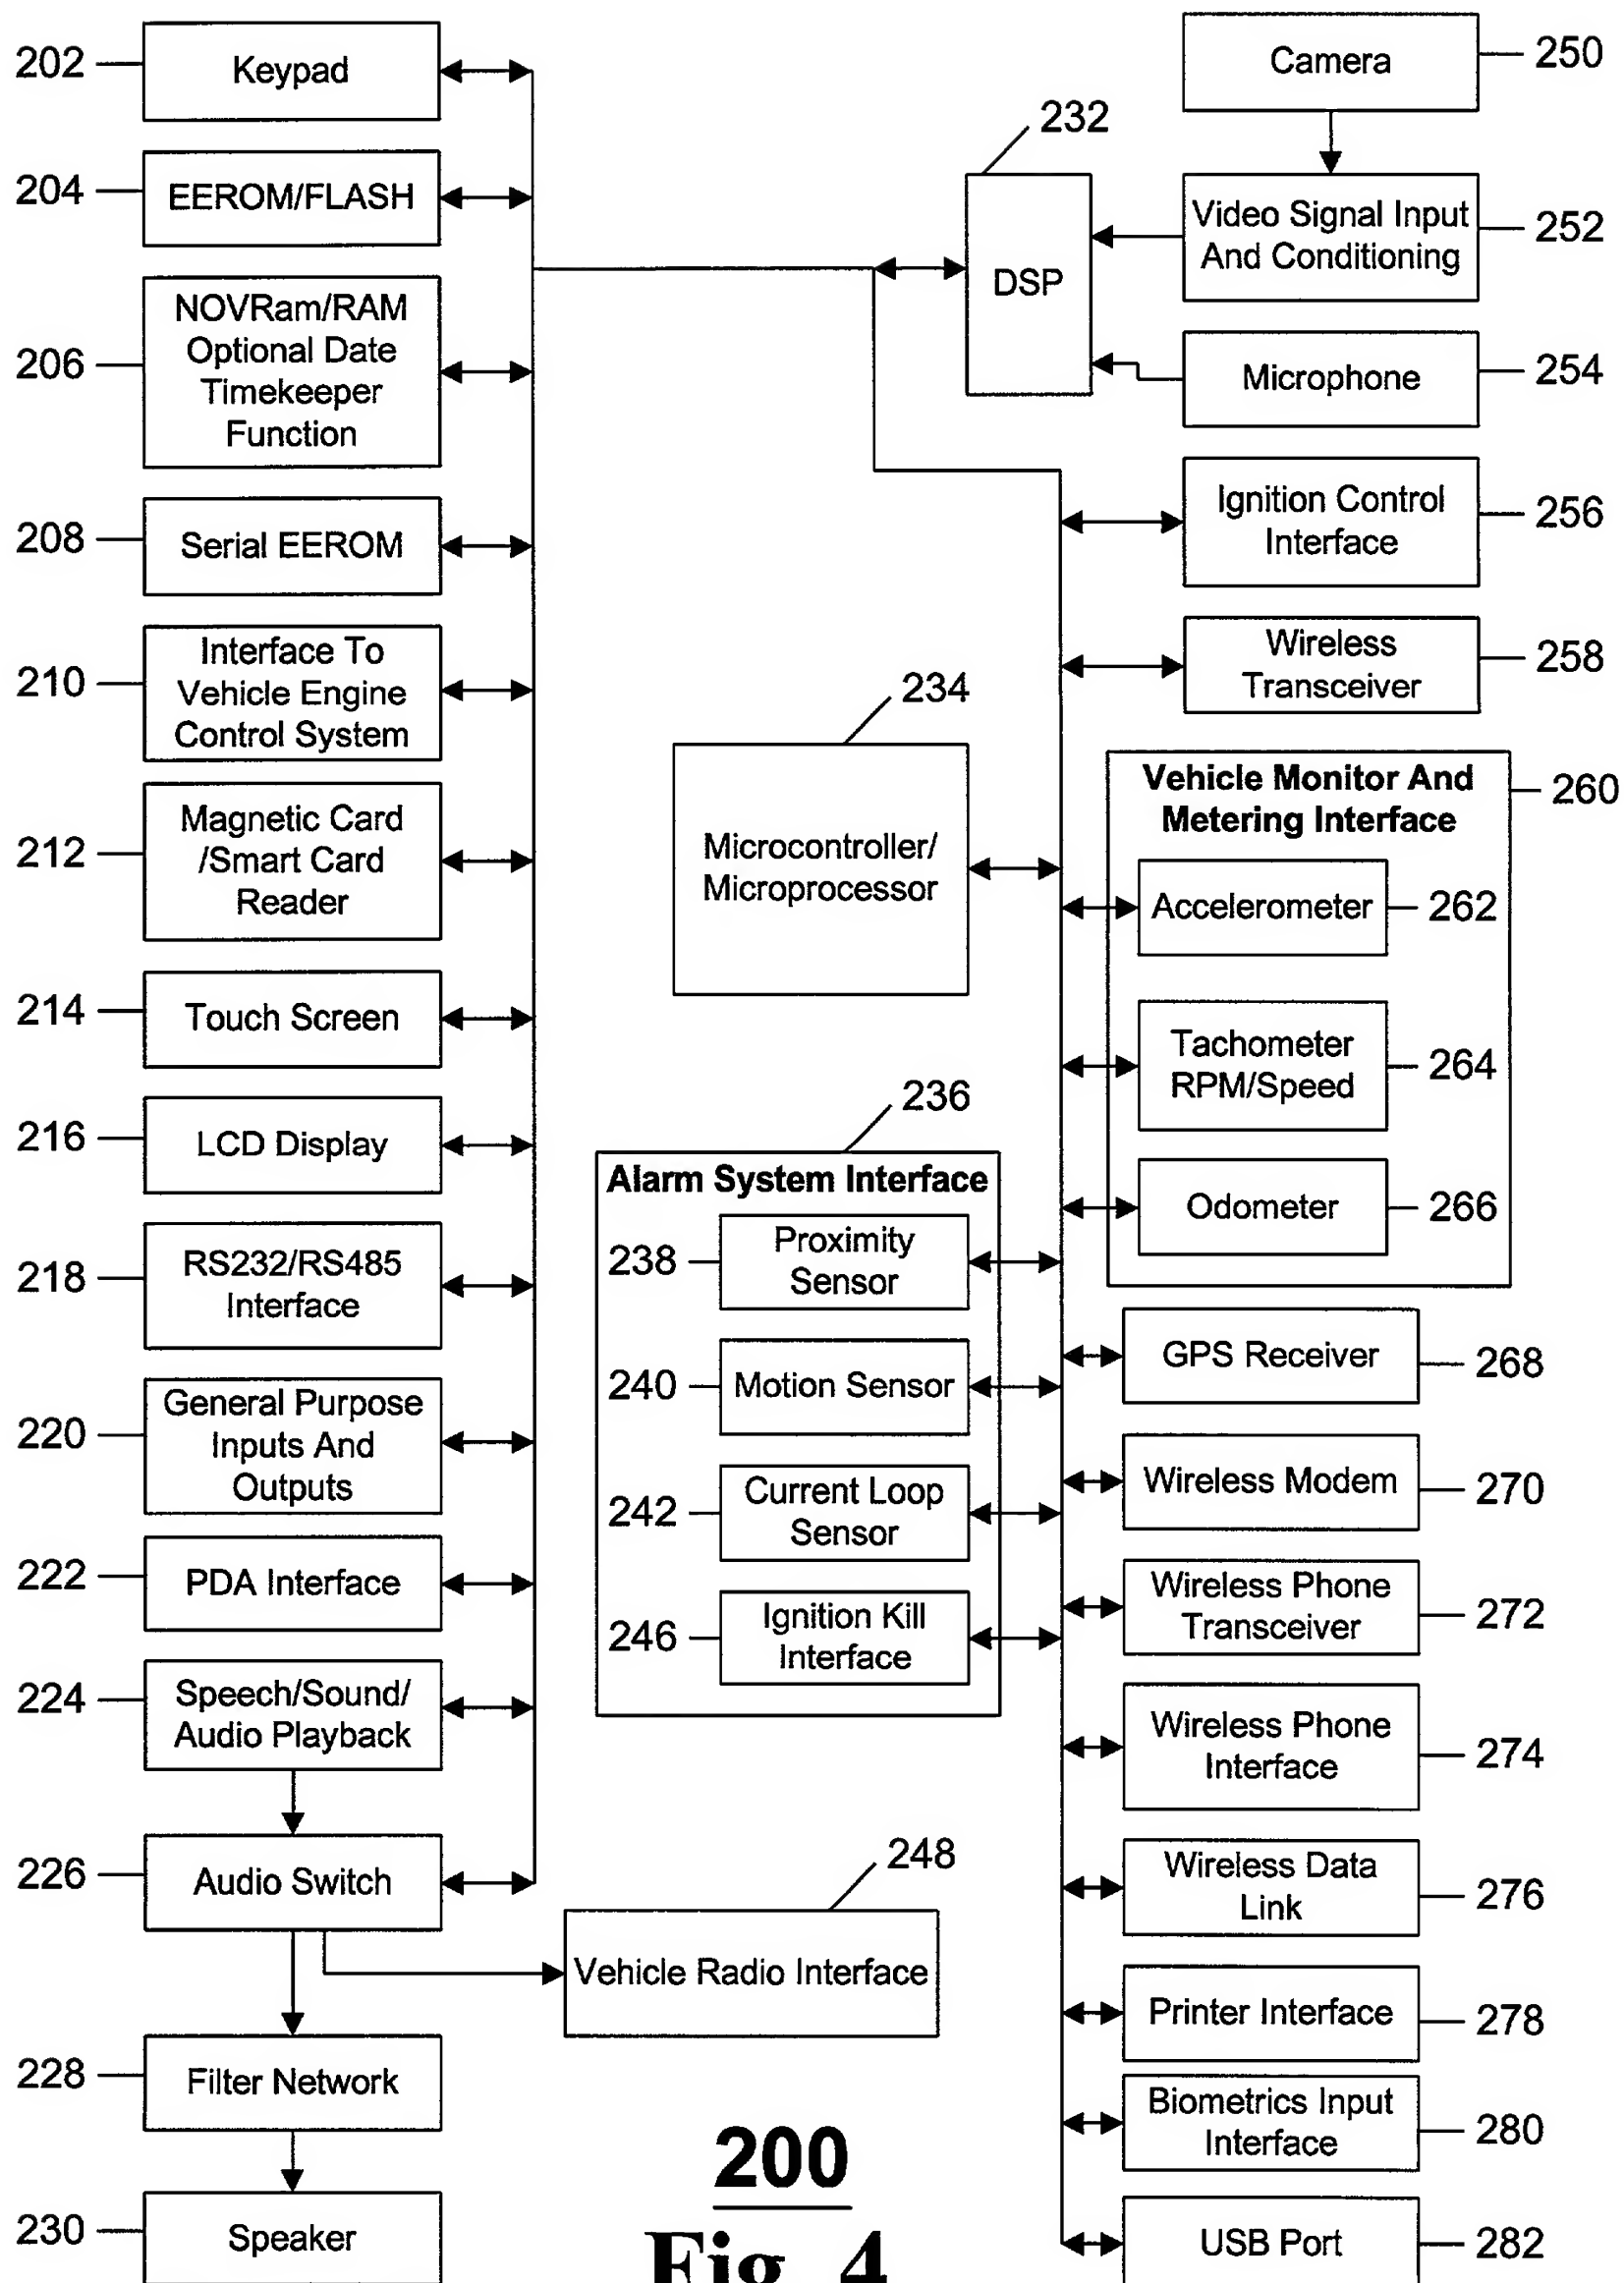 202
Keypad
204
EEROM/FLASH
206
NOVRam/RAM
Optional Date
Timekeeper
Function
208
Serial EEROM
210
Interface To
Vehicle Engine
Control System
212
Magnetic Card
/Smart Card
Reader
214
Touch Screen
216
LCD Display
218
RS232/RS485
Interface
220
General Purpose
Inputs And
Outputs
222
PDA Interface
224
Speech/Sound/
Audio Playback
226
Audio Switch
228
Filter Network
230
Speaker
232
DSP
234
Microcontroller/
Microprocessor
236
Alarm System Interface
238
Proximity
Sensor
240
Motion Sensor
242
Current Loop
Sensor
246
Ignition Kill
Interface
248
Vehicle Radio Interface
Camera
250
Video Signal Input
And Conditioning
252
Microphone
254
Ignition Control
Interface
256
Wireless
Transceiver
258
Vehicle Monitor And
Metering Interface
260
Accelerometer
262
Tachometer
RPM/Speed
264
Odometer
266
GPS Receiver
268
Wireless Modem
270
Wireless Phone
Transceiver
272
Wireless Phone
Interface
274
Wireless Data
Link
276
Printer Interface
278
Biometrics Input
Interface
280
USB Port
282
200
Fig. 4